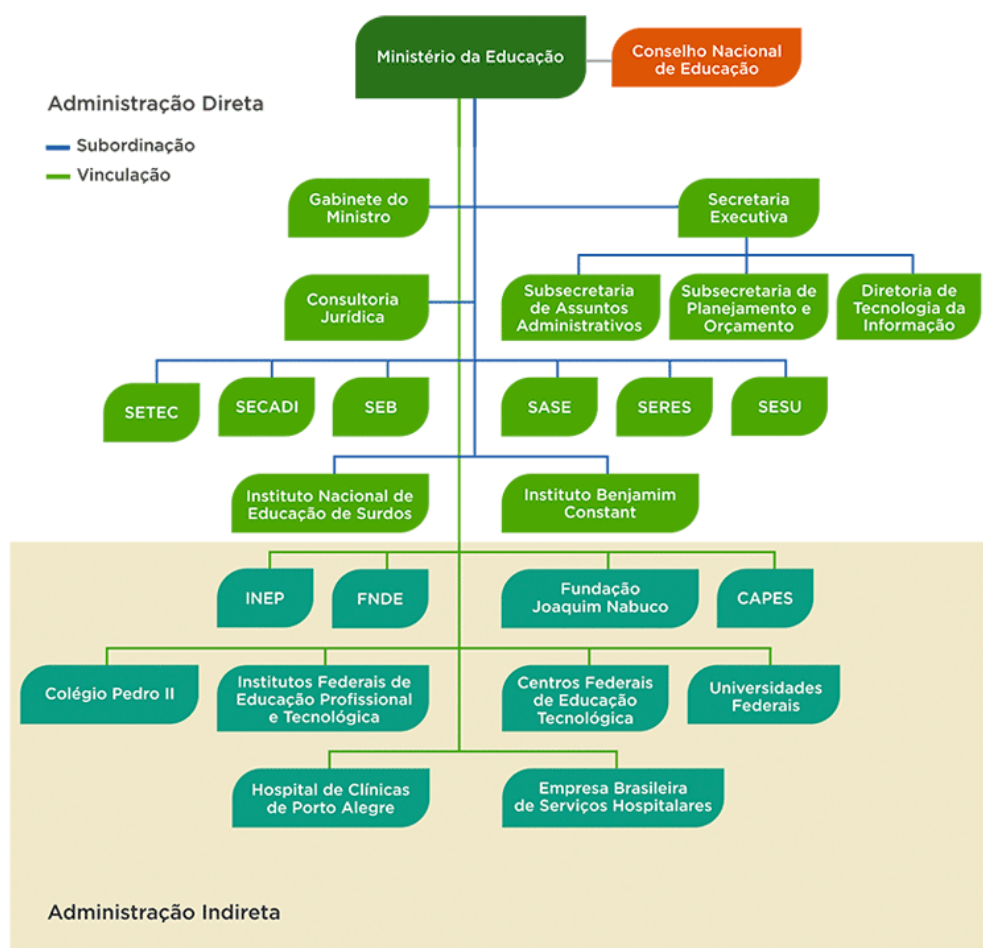 Ministério da Educação
Conselho Nacional
de Educação
Administração Direta
Subordinação
Vinculação
Gabinete do
Ministro
Secretaria
Executiva
Consultoria
Jurídica
Subsecretaria
de Assuntos
Administrativos
Subsecretaria de
Planejamento e
Orçamento
Diretoria de
Tecnologia da
Informação
SETEC
SECADI
SEB
SASE
SERES
SESU
Instituto Nacional de
Educação de Surdos
Instituto Benjamim
Constant
INEP
FNDE
Fundação
Joaquim Nabuco
CAPES
Colégio Pedro II
Institutos Federais de
Educação Profissional
e Tecnológica
Centros Federais
de Educação
Tecnológica
Universidades
Federais
Hospital de Clínicas
de Porto Alegre
Empresa Brasileira
de Serviços Hospitalares
Administração Indireta